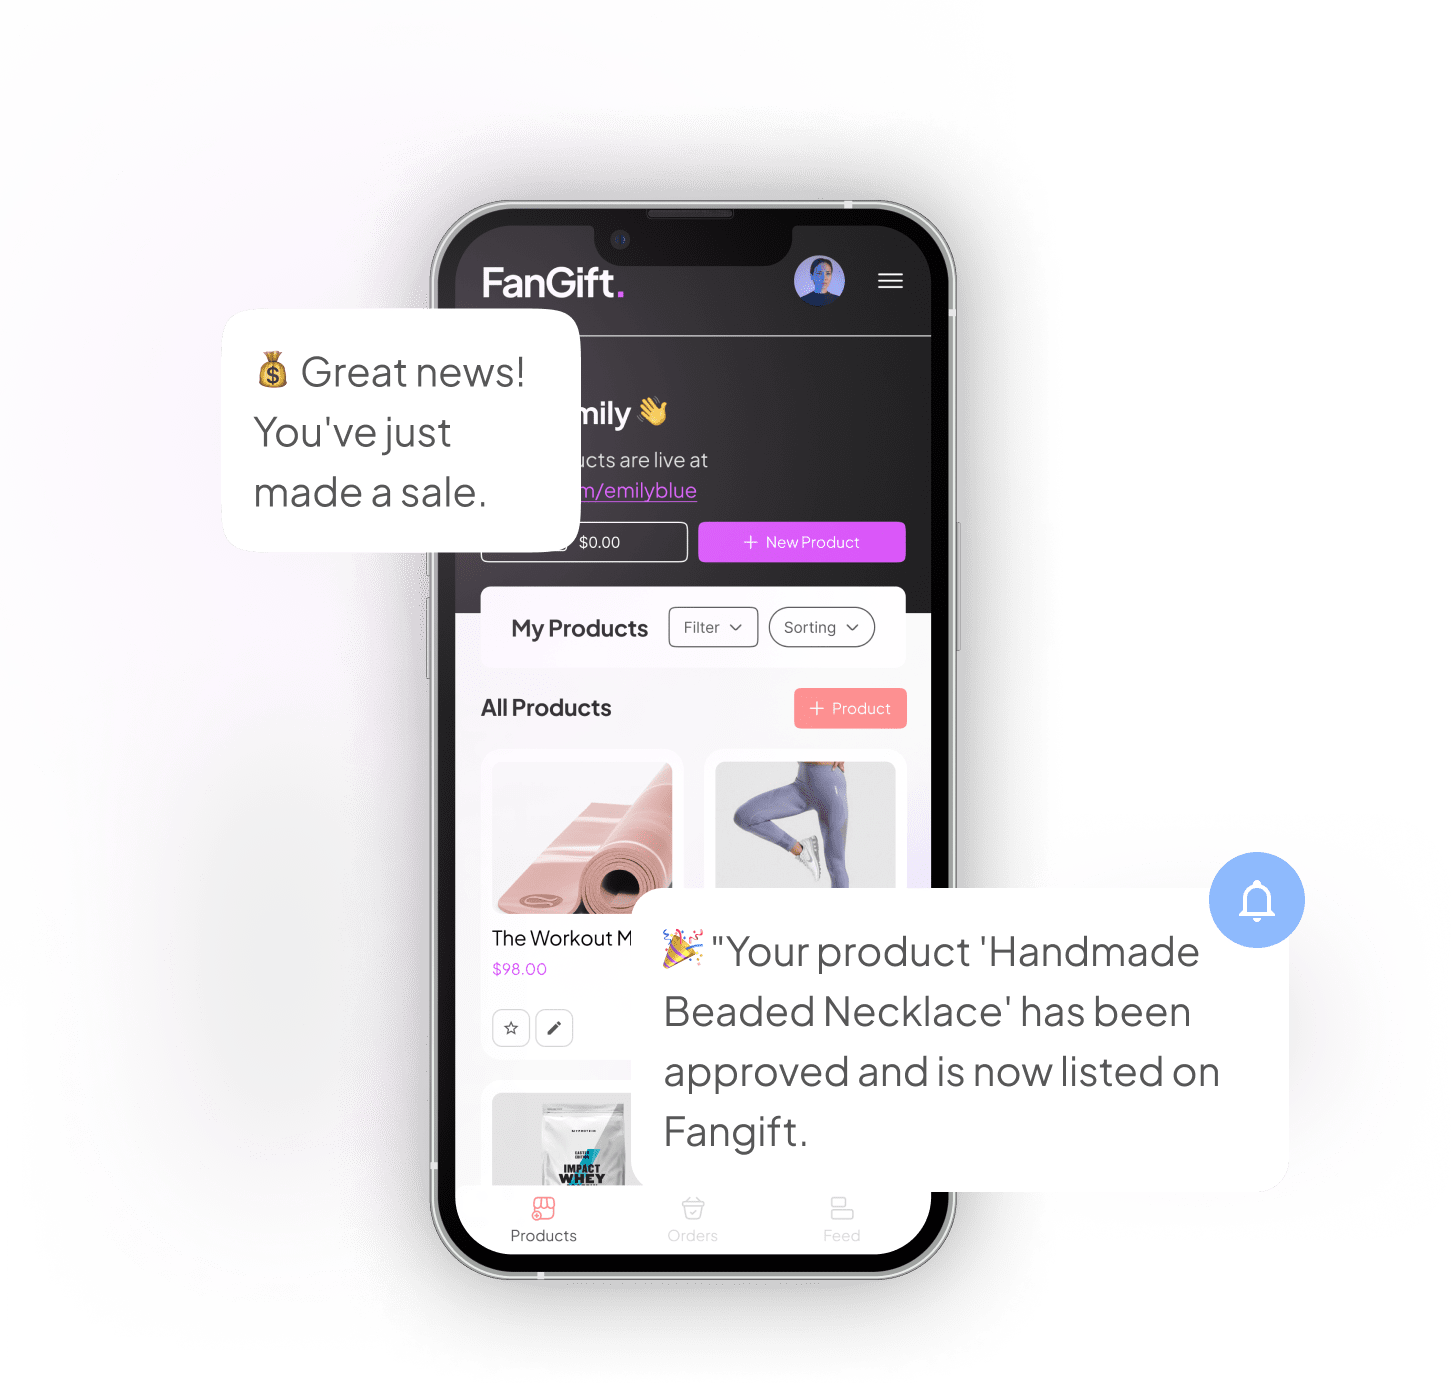 FanGift.
💰 Great news!
You've just
made a sale.
mily 👋
ucts are live at
m/emilyblue
$0.00
+ New Product
My Products
Filter
Sorting
All Products
+ Product
The Workout M
$98.00
🎉 "Your product 'Handmade
Beaded Necklace' has been
approved and is now listed on
Fangift.
MYPROTEIN
IMPACT
WHEY
Products
Orders
Feed